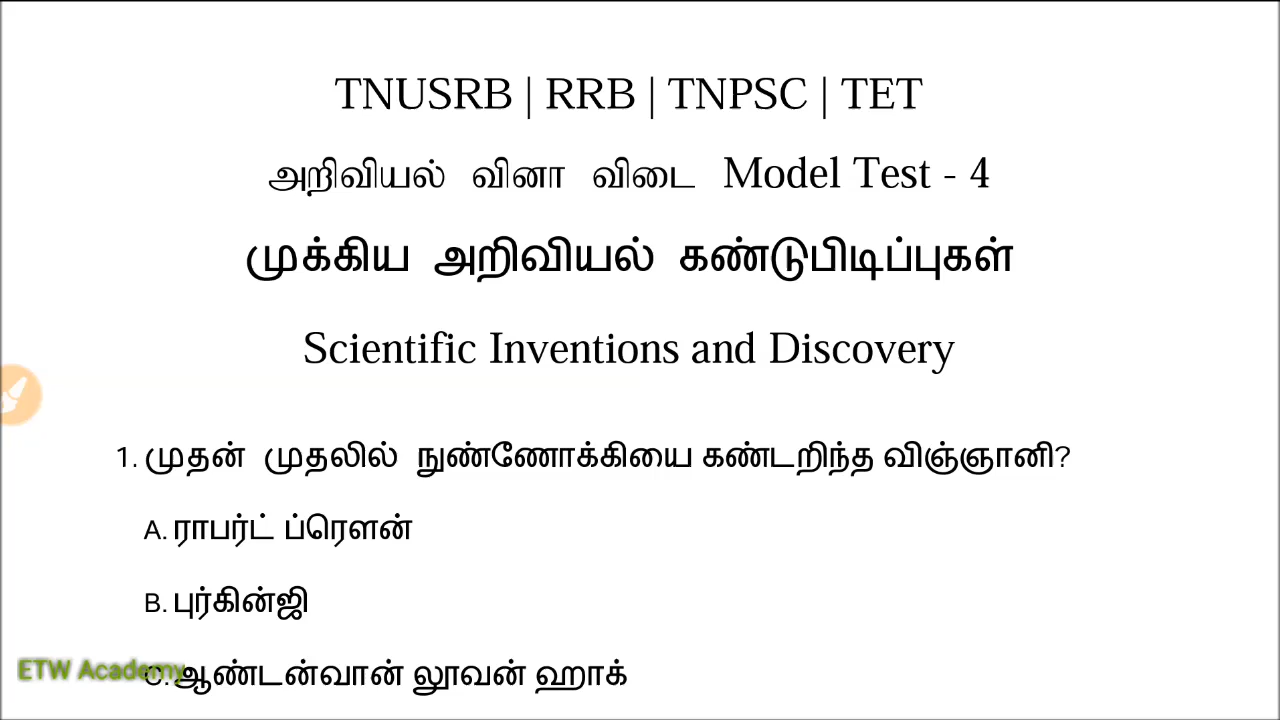 TNUSRB | RRB | TNPSC | TET
அறிவியல் வினா விடை Model Test - 4
முக்கிய அறிவியல் கண்டுபிடிப்புகள்
Scientific Inventions and Discovery
1. முதன் முதலில் நுண்ணோக்கியை கண்டறிந்த விஞ்ஞானி?
A. ராபர்ட் ப்ரௌன்
B. புர்கின்ஜி
C. ஆண்டன்வான் லூவன் ஹாக்
ETW Academy